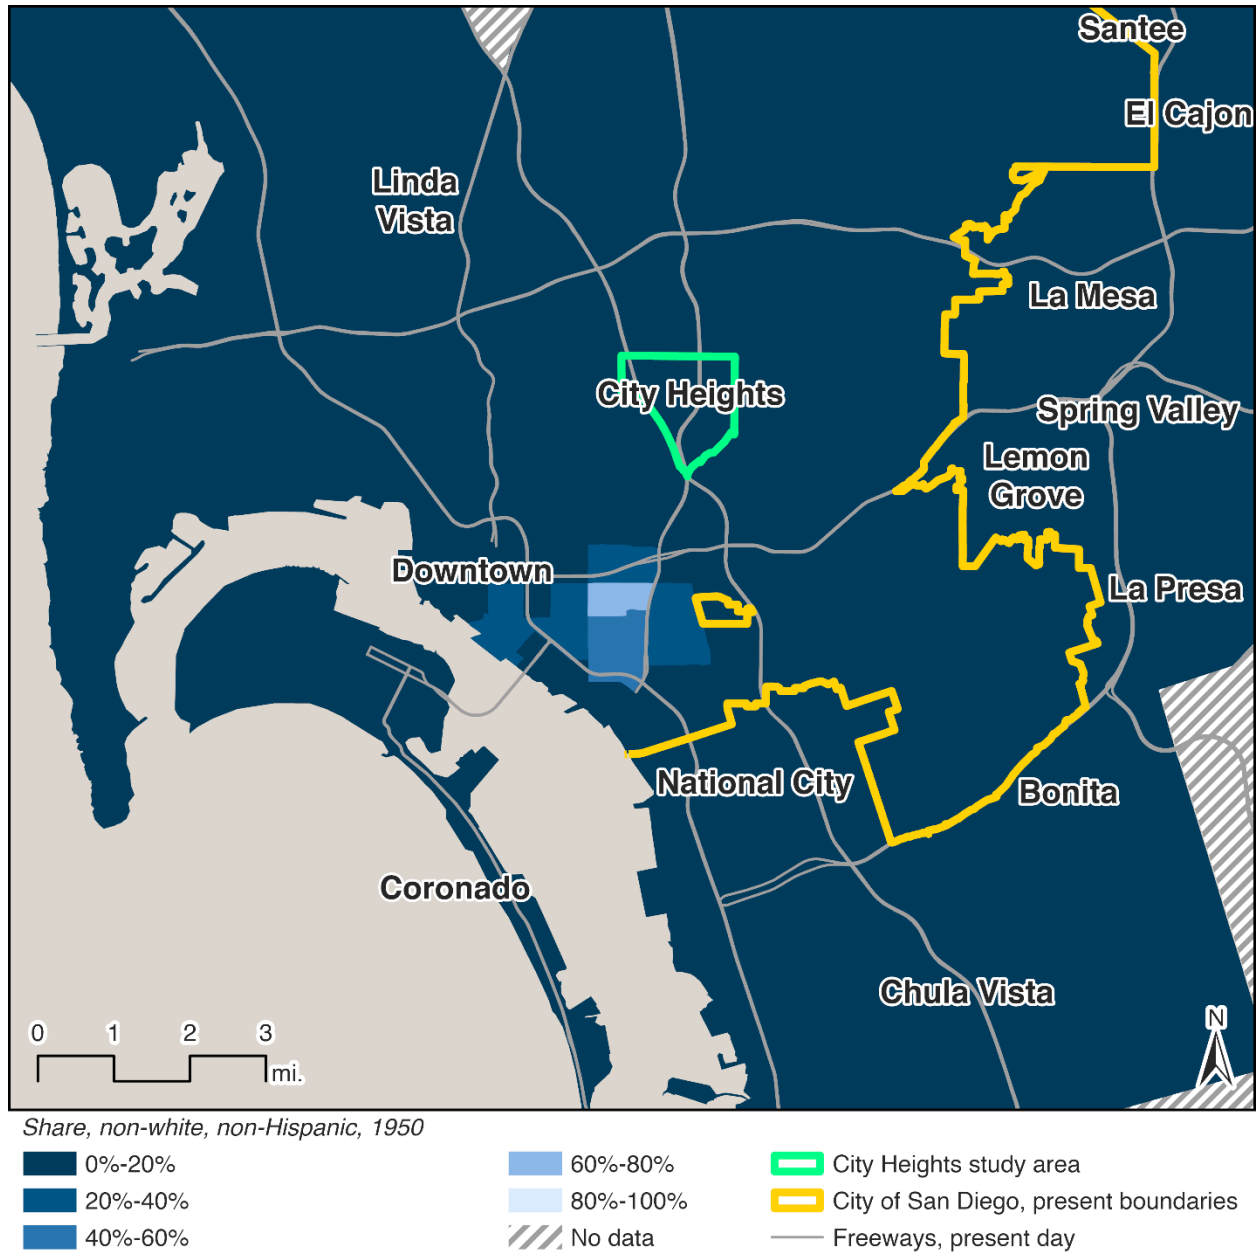 Santee
El Cajon
Linda
Vista
La Mesa
City Heights
Spring Valley
Lemon
Grove
Downtown
La Presa
National City
Bonita
Coronado
Chula Vista
N
0 1 2 3
mi.
Share, non-white, non-Hispanic, 1950
0%-20%
20%-40%
40%-60%
60%-80%
80%-100%
No data
City Heights study area
City of San Diego, present boundaries
Freeways, present day